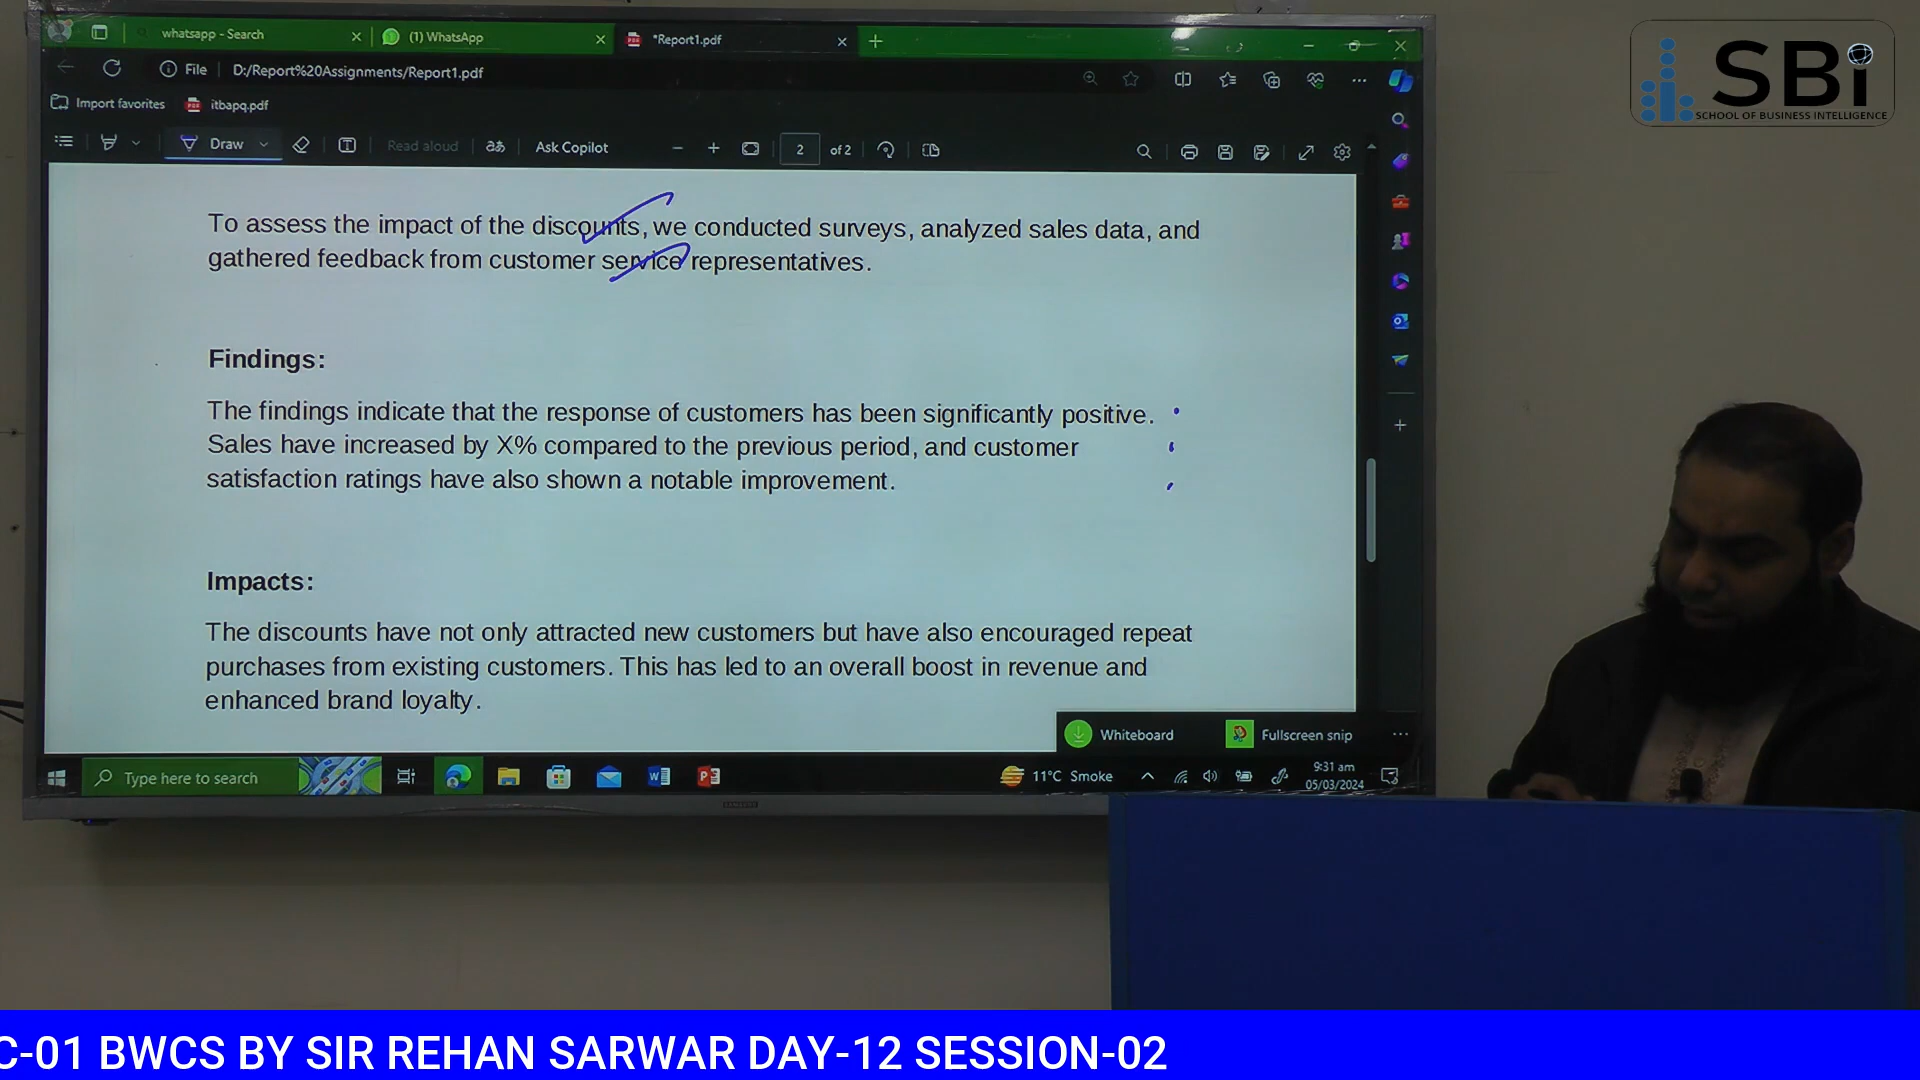 whatsapp - Search
(1) WhatsApp
*Report1.pdf
File
D:/Report%20Assignments/Report1.pdf
SBi
SCHOOL OF BUSINESS INTELLIGENCE
Import favorites
itbapq.pdf
Draw
Read aloud
aあ
Ask Copilot
2
of 2
To assess the impact of the discounts, we conducted surveys, analyzed sales data, and
gathered feedback from customer service representatives.
Findings:
The findings indicate that the response of customers has been significantly positive.
Sales have increased by X% compared to the previous period, and customer
satisfaction ratings have also shown a notable improvement.
Impacts:
The discounts have not only attracted new customers but have also encouraged repeat
purchases from existing customers. This has led to an overall boost in revenue and
enhanced brand loyalty.
Whiteboard
Fullscreen snip
Type here to search
11°C Smoke
9:31 am
05/03/2024
SAMSUNG
C-01 BWCS BY SIR REHAN SARWAR DAY-12 SESSION-02